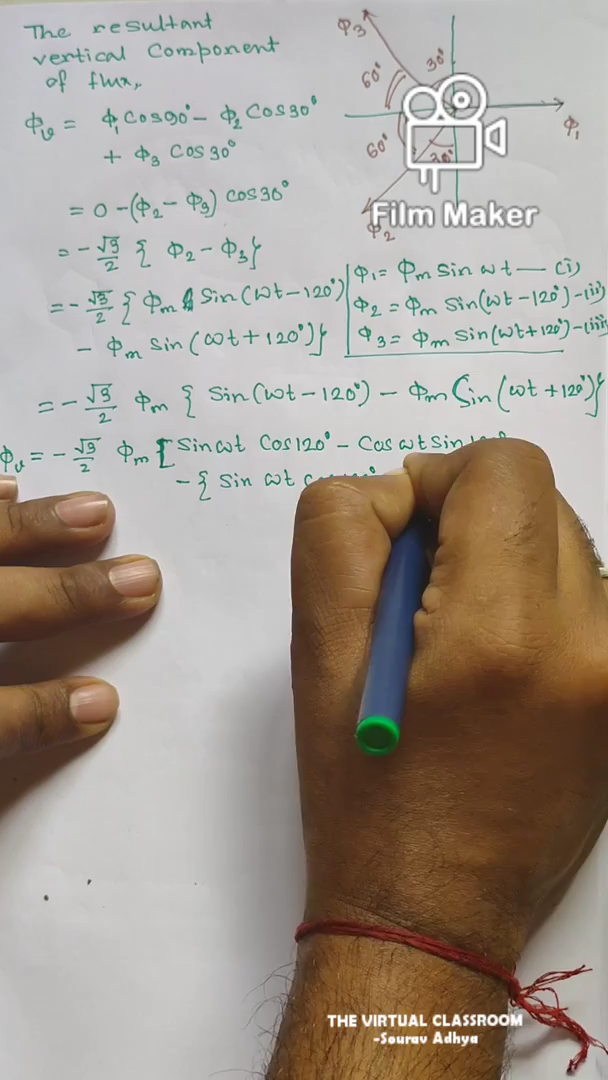 The resultant
vertical component
of flux,
ϕv = ϕ1 Cos90° - ϕ2 Cos30°
+ ϕ3 Cos30°
= 0 - (ϕ2 - ϕ3) cos30°
= - √3/2 { ϕ2 - ϕ3}
= - √3/2 { ϕm Sin(ωt-120°)
- ϕm Sin(ωt+120°)}
ϕ1 = ϕm Sin ωt — (i)
ϕ2 = ϕm Sin(ωt-120°) - (ii)
ϕ3 = ϕm Sin(ωt+120°) - (iii)
= - √3/2 ϕm { Sin(ωt-120°) - ϕm Sin(ωt+120°)}
ϕv = - √3/2 ϕm [ Sinωt Cos120° - Cosωt Sin
- { Sin ωt
ϕ3
60°
30°
ϕ1
60°
30°
ϕ2
Film Maker
THE VIRTUAL CLASSROOM
-Sourav Adhya